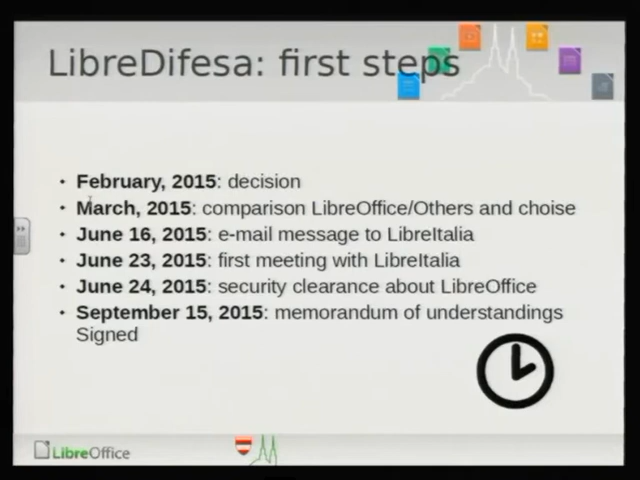 LibreDifesa: first steps
• February, 2015: decision
• March, 2015: comparison LibreOffice/Others and choise
• June 16, 2015: e-mail message to LibreItalia
• June 23, 2015: first meeting with LibreItalia
• June 24, 2015: security clearance about LibreOffice
• September 15, 2015: memorandum of understandings
Signed
LibreOffice